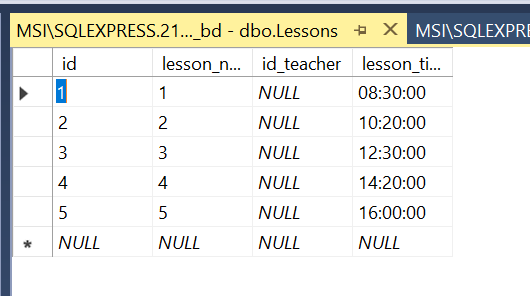 MSI\SQLEXPRESS.21..._bd - dbo.Lessons MSI\SQLEXPRE
id lesson_n... id_teacher lesson_ti...
1 1 NULL 08:30:00
2 2 NULL 10:20:00
3 3 NULL 12:30:00
4 4 NULL 14:20:00
5 5 NULL 16:00:00
* NULL NULL NULL NULL